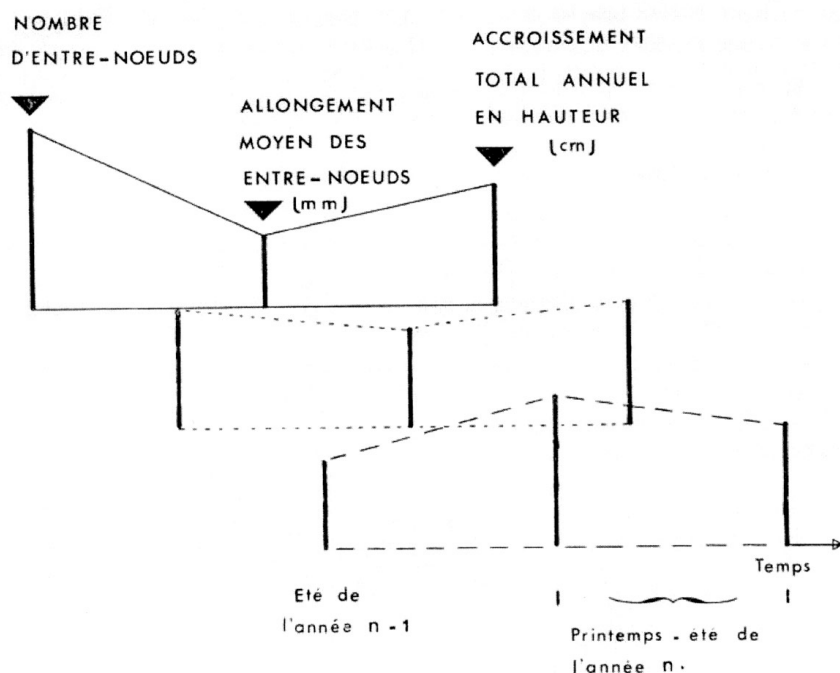 NOMBRE
D'ENTRE-NOEUDS
ALLONGEMENT
MOYEN DES
ENTRE-NOEUDS
(mm)
ACCROISSEMENT
TOTAL ANNUEL
EN HAUTEUR
(cm)
Temps
Eté de
l'année n-1
Printemps - été de
l'année n.